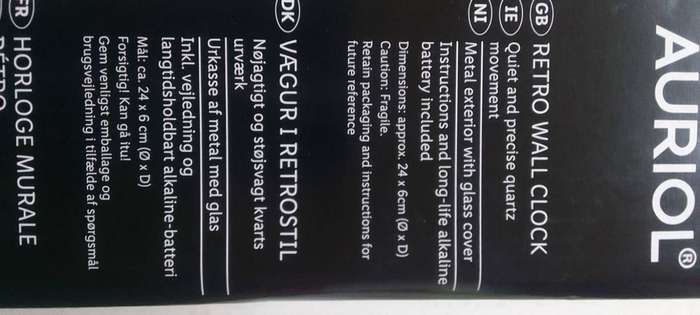 AURIOL®
GB RETRO WALL CLOCK
IE Quiet and precise quartz
movement
NI Metal exterior with glass cover
Instructions and long-life alkaline
battery included
Dimensions: approx. 24 x 6cm (Ø x D)
Caution: Fragile.
Retain packaging and instructions for
future reference
DK VÆGUR I RETROSTIL
Nøjagtigt og støjsvagt kvarts
urværk
Urkasse af metal med glas
Inkl. vejledning og
langtidsholdbart alkaline-batteri
Mål: ca. 24 x 6 cm (Ø x D)
Forsigtig! Kan gå itu!
Gem venligst emballage og
brugsvejledning i tilfælde af spørgsmål
FR HORLOGE MURALE
RÉTRO